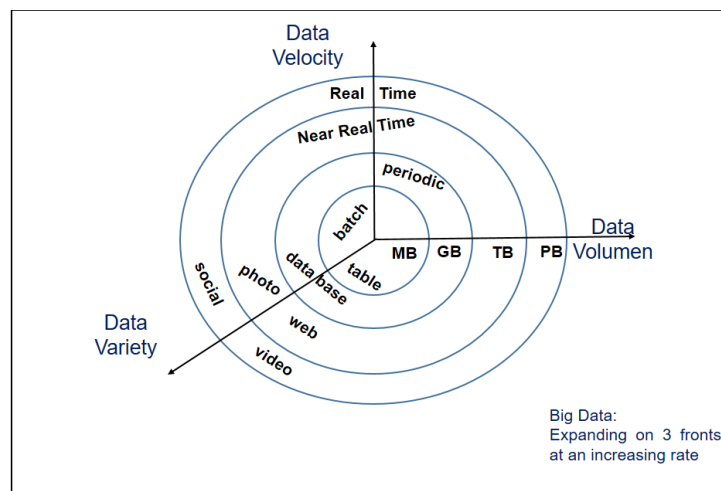 Data
Velocity
Real Time
Near Real Time
periodic
batch
Data
Volumen
MB GB TB PB
table
data base
photo
social
web
video
Data
Variety
Big Data:
Expanding on 3 fronts
at an increasing rate